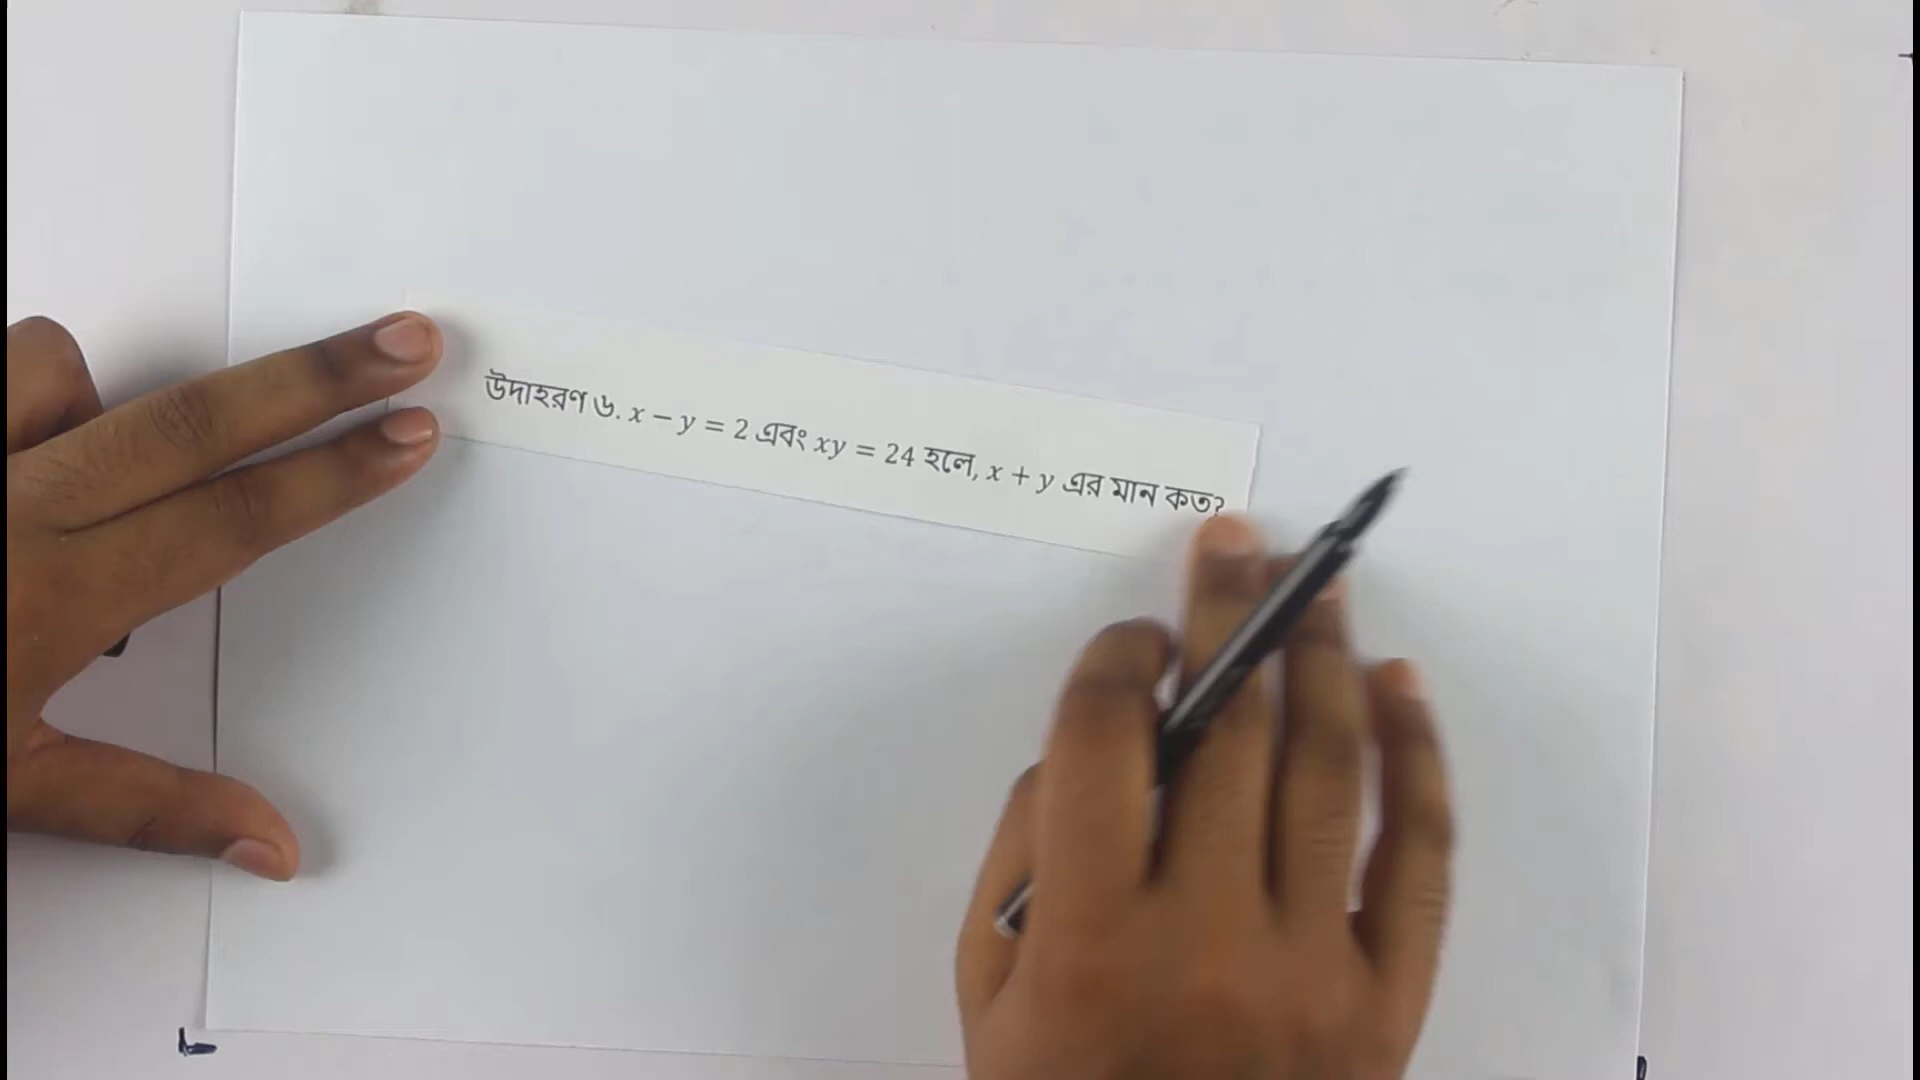 উদাহরণ ৬. x − y = 2 এবং xy = 24 হলে, x + y এর মান কত?